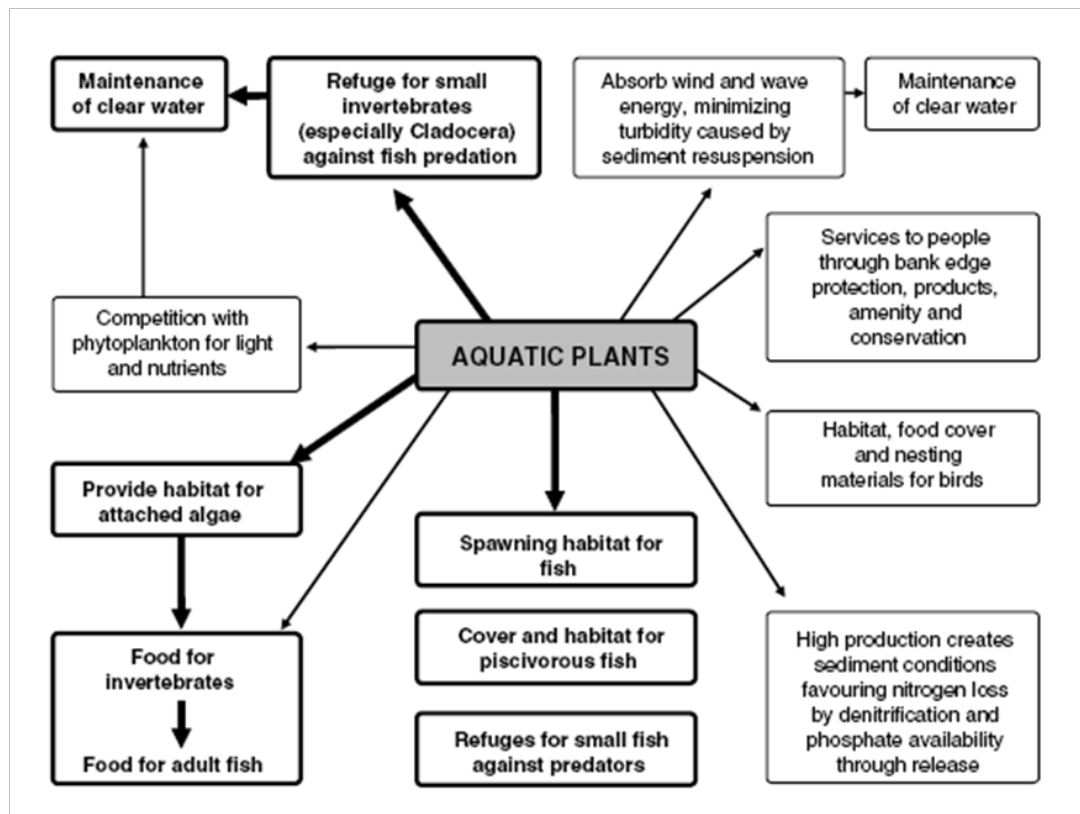 Maintenance
of clear water
Refuge for small
invertebrates
(especially Cladocera)
against fish predation
Absorb wind and wave
energy, minimizing
turbidity caused by
sediment resuspension
Maintenance
of clear water
Services to people
through bank edge
protection, products,
amenity and
conservation
Competition with
phytoplankton for light
and nutrients
AQUATIC PLANTS
Habitat, food cover
and nesting
materials for birds
Provide habitat for
attached algae
Spawning habitat for
fish
Cover and habitat for
piscivorous fish
Refuges for small fish
against predators
Food for
invertebrates
Food for adult fish
High production creates
sediment conditions
favouring nitrogen loss
by denitrification and
phosphate availability
through release